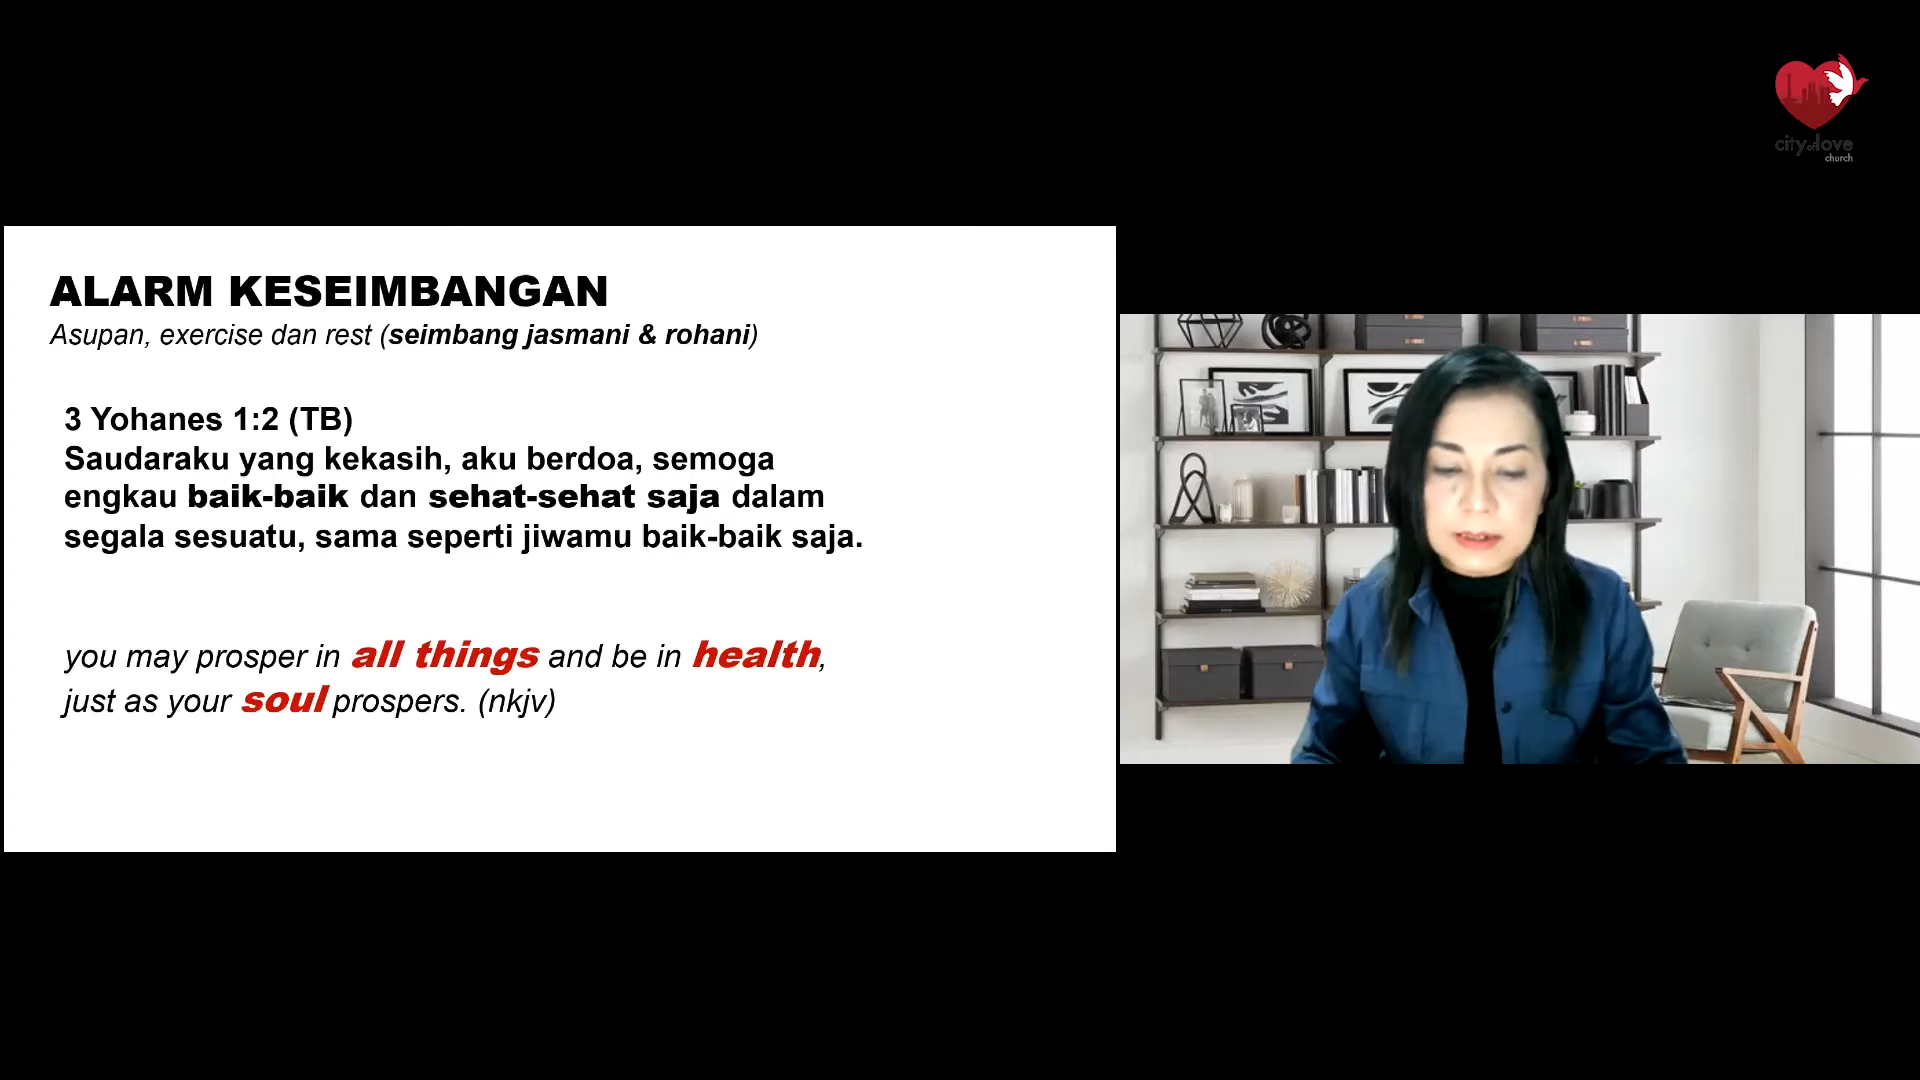 city of love
church
ALARM KESEIMBANGAN
Asupan, exercise dan rest (seimbang jasmani & rohani)
3 Yohanes 1:2 (TB)
Saudaraku yang kekasih, aku berdoa, semoga
engkau baik-baik dan sehat-sehat saja dalam
segala sesuatu, sama seperti jiwamu baik-baik saja.
you may prosper in all things and be in health,
just as your soul prospers. (nkjv)